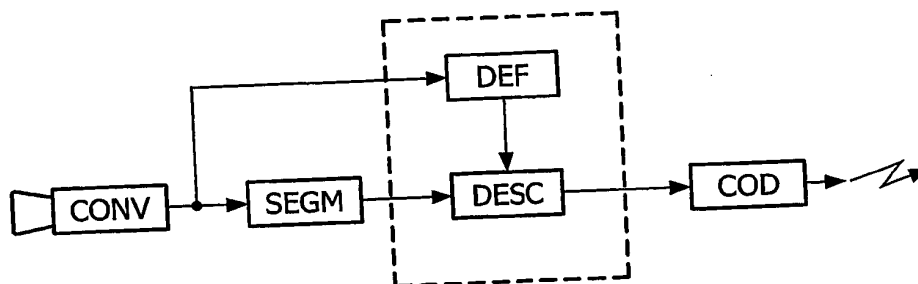 DEF
CONV
SEGM
DESC
COD